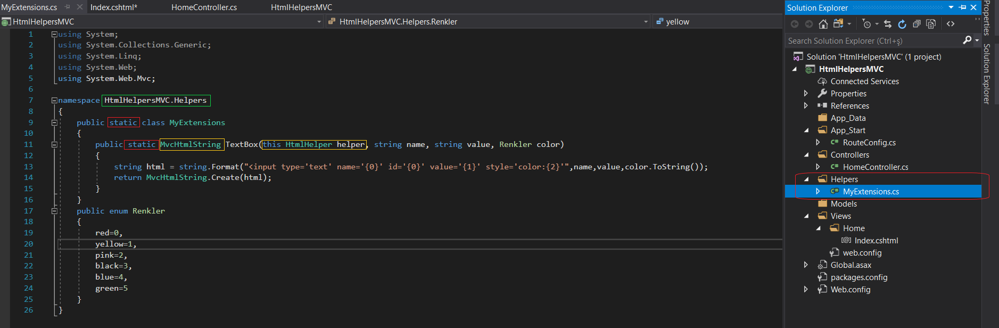 MyExtensions.cs
Index.cshtml*
HomeController.cs
HtmlHelpersMVC
HtmlHelpersMVC
HtmlHelpersMVC.Helpers.Renkler
yellow
1 using System;
2 using System.Collections.Generic;
3 using System.Linq;
4 using System.Web;
5 using System.Web.Mvc;
6
7 namespace HtmlHelpersMVC.Helpers
8 {
9 public static class MyExtensions
10 {
11 public static MvcHtmlString TextBox(this HtmlHelper helper, string name, string value, Renkler color)
12 {
13 string html = string.Format("<input type='text' name='{0}' id='{0}' value='{1}' style='color:{2}'",name,value,color.ToString());
14 return MvcHtmlString.Create(html);
15 }
16 }
17 public enum Renkler
18 {
19 red=0,
20 yellow=1,
21 pink=2,
22 black=3,
23 blue=4,
24 green=5
25 }
26 }
Solution Explorer
Search Solution Explorer (Ctrl+ş)
Solution 'HtmlHelpersMVC' (1 project)
HtmlHelpersMVC
Connected Services
Properties
References
App_Data
App_Start
C# RouteConfig.cs
Controllers
C# HomeController.cs
Helpers
C# MyExtensions.cs
Models
Views
Home
[@] Index.cshtml
web.config
Global.asax
packages.config
Web.config
Properties
Solution Explorer